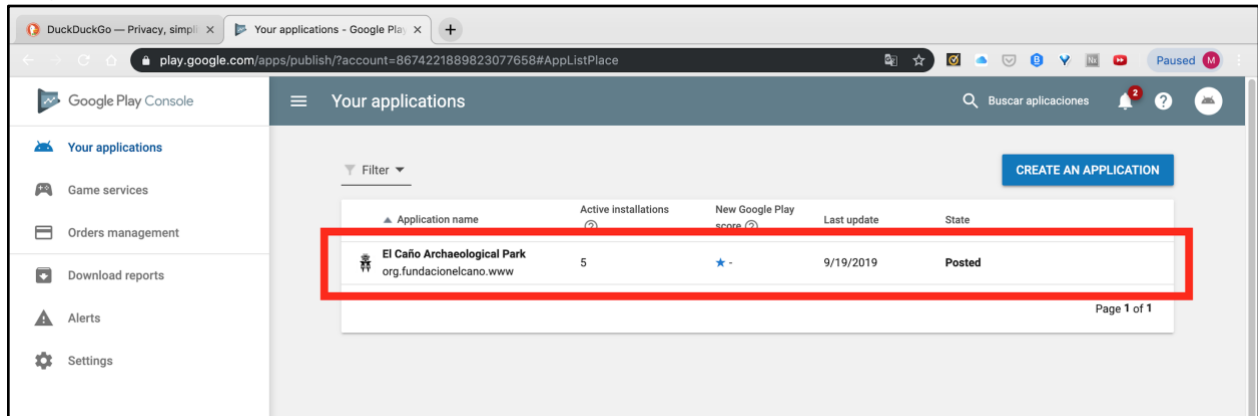 DuckDuckGo — Privacy, simpli
Your applications - Google Play
play.google.com/apps/publish/?account=8674221889823077658#AppListPlace
Paused
M
Google Play Console
Your applications
Buscar aplicaciones
2
Your applications
Game services
Orders management
Download reports
Alerts
Settings
Filter
CREATE AN APPLICATION
Application name
Active installations
New Google Play
score
Last update
State
El Caño Archaeological Park
org.fundacionelcano.www
5
-
9/19/2019
Posted
Page 1 of 1